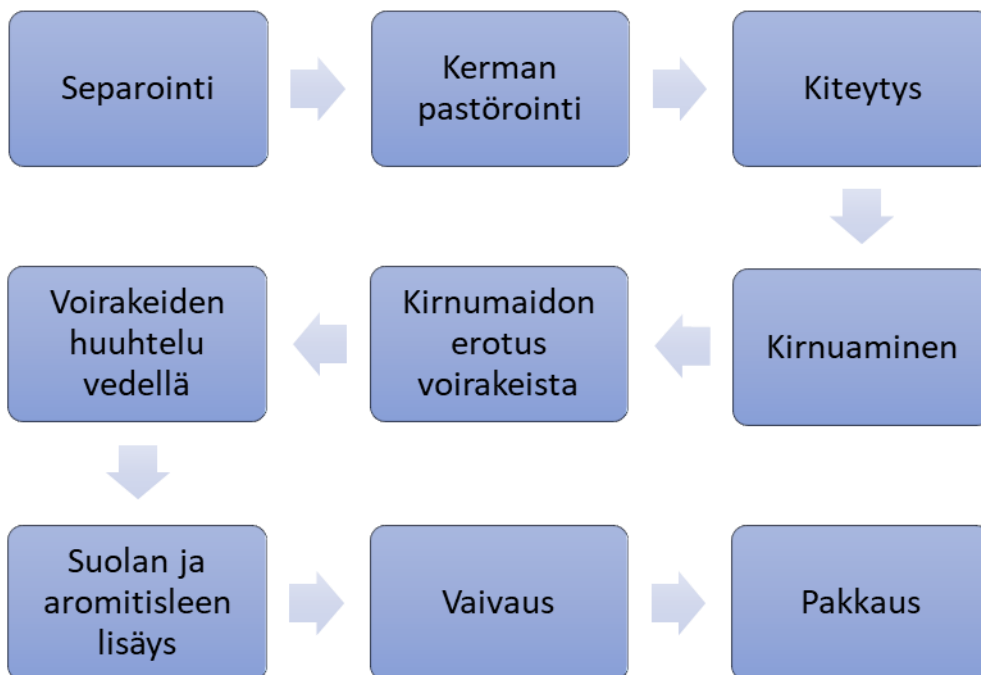 Separointi
Kerman
pastörointi
Kiteytys
Kirnuaminen
Kirnumaidon
erotus
voirakeista
Voirakeiden
huuhtelu
vedellä
Suolan ja
aromitisleen
lisäys
Vaivaus
Pakkaus